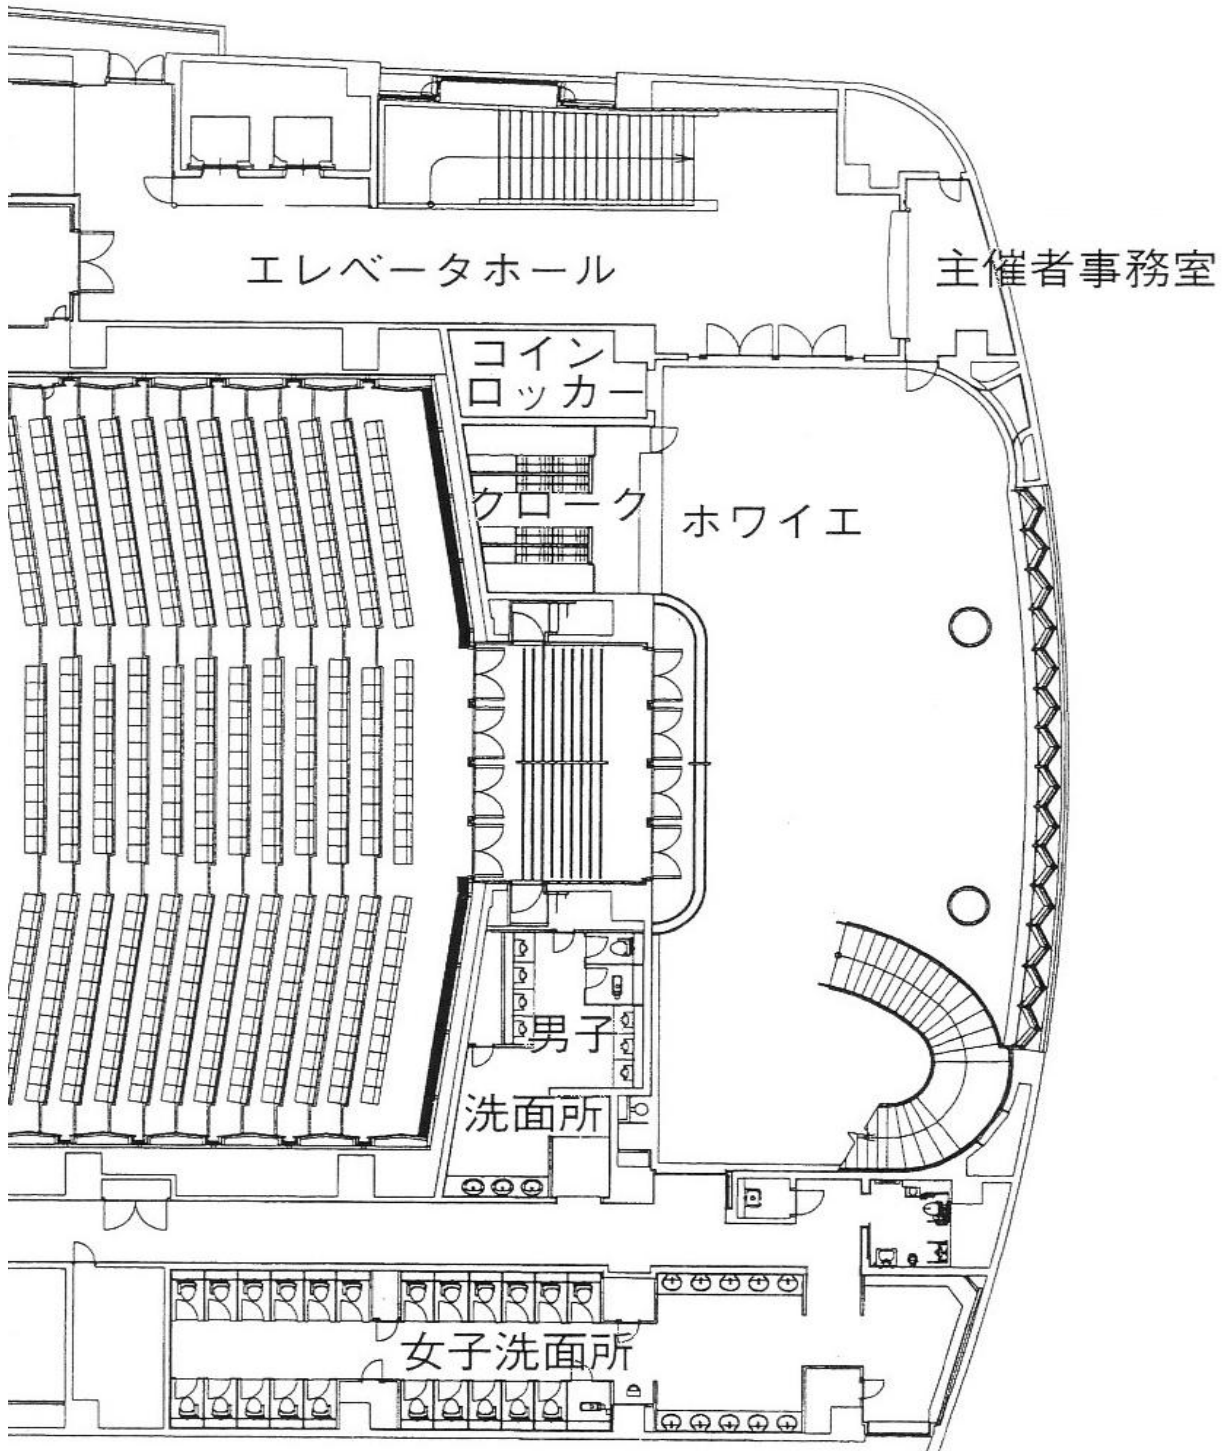 エレベータホール
主催者事務室
コイン
ロッカー
クローク
ホワイエ
男子
洗面所
女子洗面所